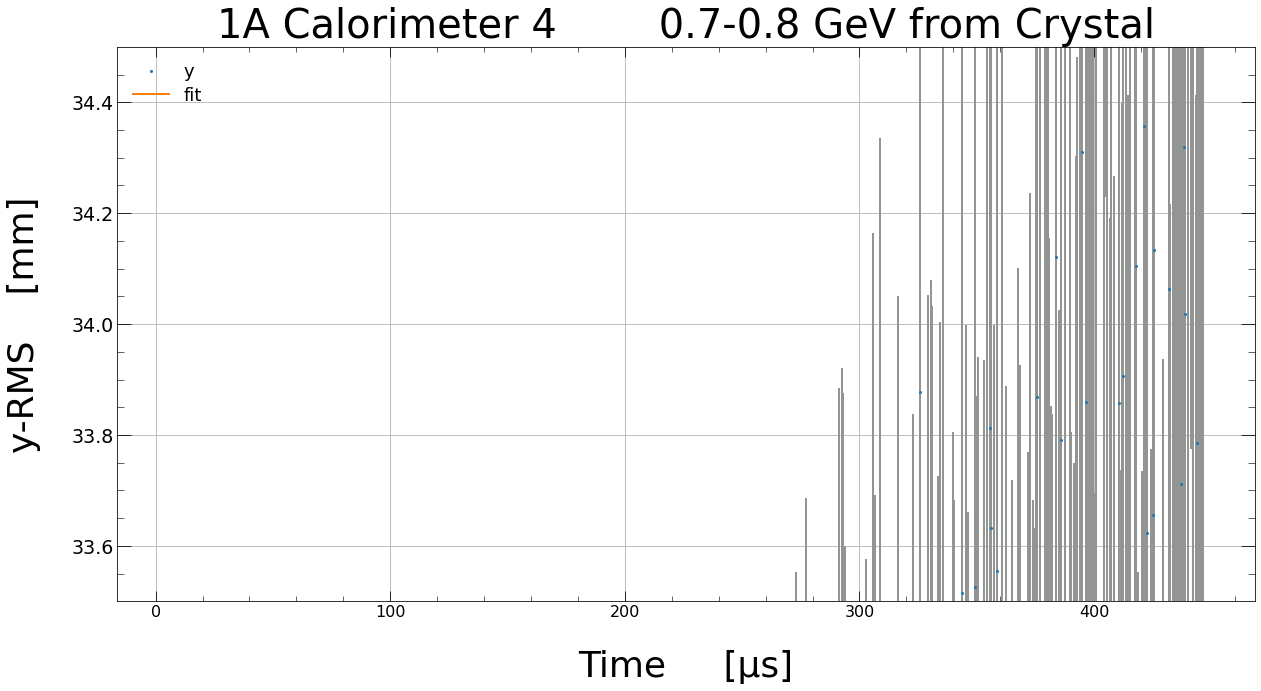 1A Calorimeter 4 0.7-0.8 GeV from Crystal
y
fit
34.4
34.2
34.0
33.8
33.6
y-RMS [mm]
0 100 200 300 400
Time [µs]